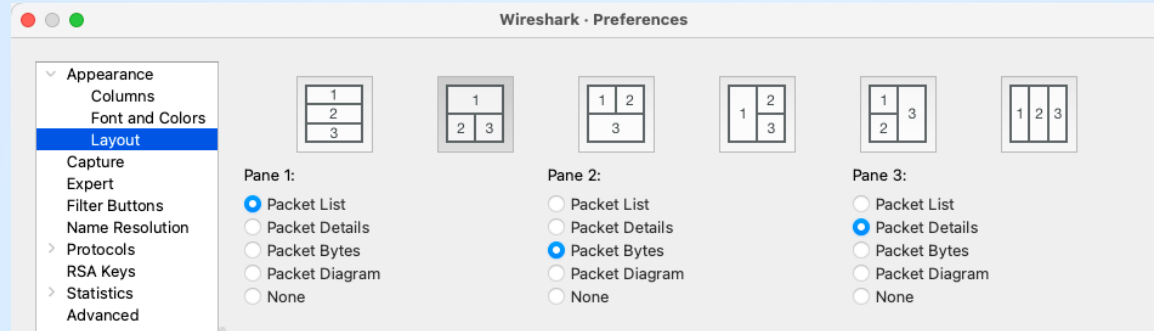 Wireshark · Preferences
Appearance
Columns
Font and Colors
Layout
Capture
Expert
Filter Buttons
Name Resolution
Protocols
RSA Keys
Statistics
Advanced
1
2
3
1
2 3
1 2
3
1
2
3
1
2
3
1 2 3
Pane 1:
Packet List
Packet Details
Packet Bytes
Packet Diagram
None
Pane 2:
Packet List
Packet Details
Packet Bytes
Packet Diagram
None
Pane 3:
Packet List
Packet Details
Packet Bytes
Packet Diagram
None